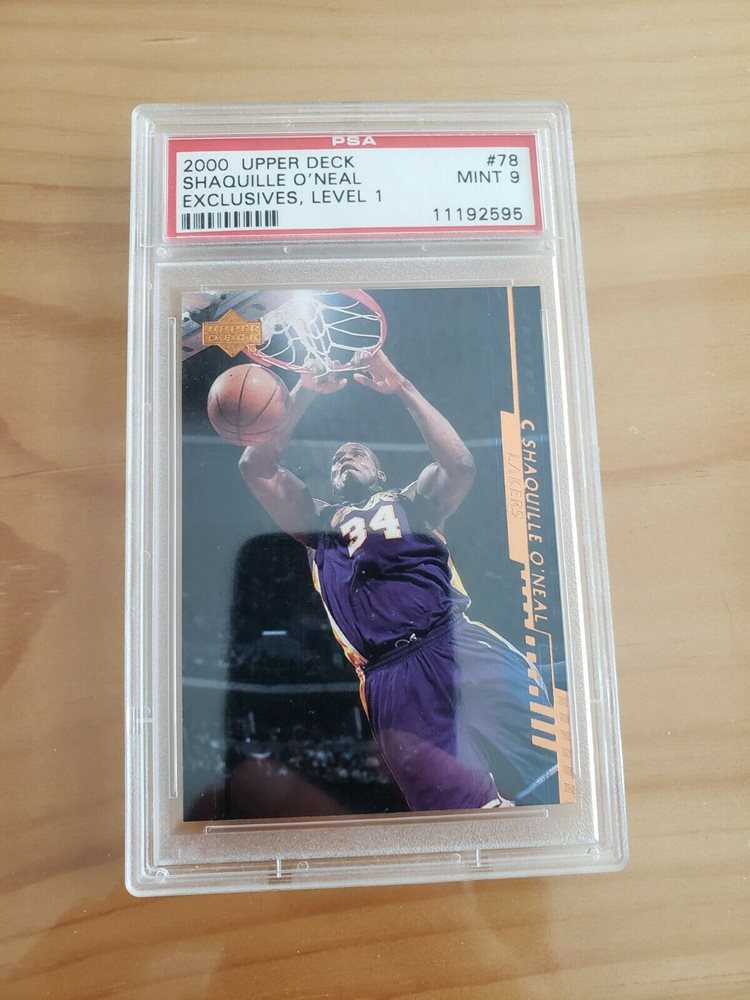 PSA
2000 UPPER DECK #78
SHAQUILLE O'NEAL MINT 9
EXCLUSIVES, LEVEL 1
11192595
UPPER
DECK
34
C SHAQUILLE O'NEAL
LAKERS